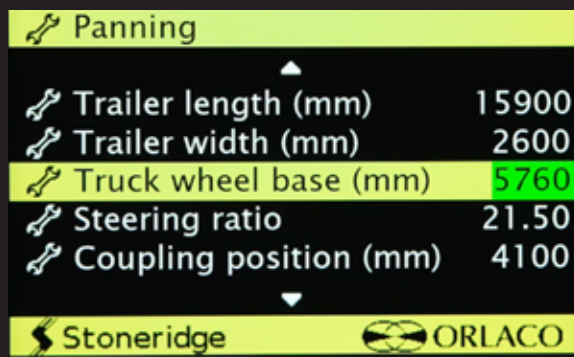 Panning
Trailer length (mm) 15900
Trailer width (mm) 2600
Truck wheel base (mm) 5760
Steering ratio 21.50
Coupling position (mm) 4100
Stoneridge ORLACO